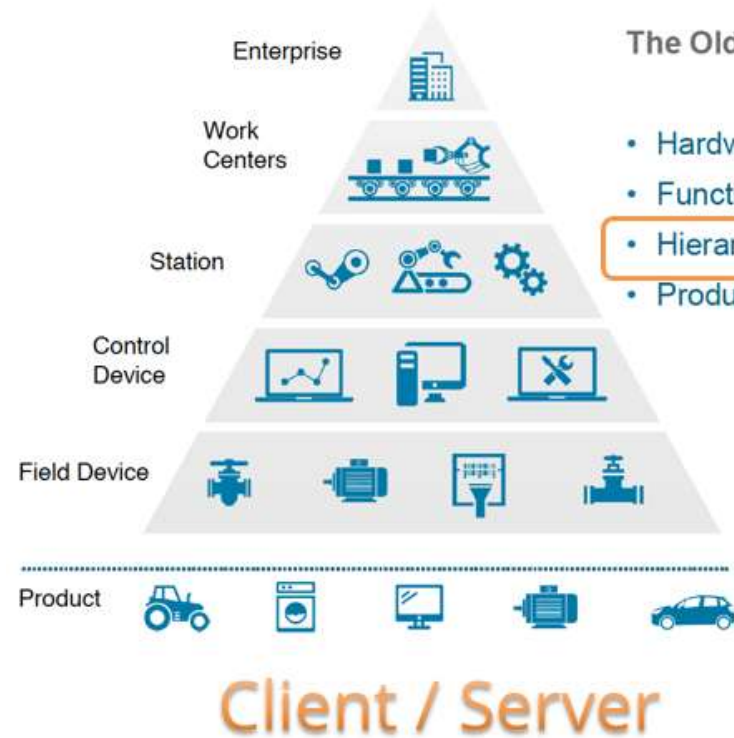 Enterprise
The Old
Work
Centers
• Hardw
• Funct
Station
• Hierar
• Produ
Control
Device
Field Device
Product
Client / Server